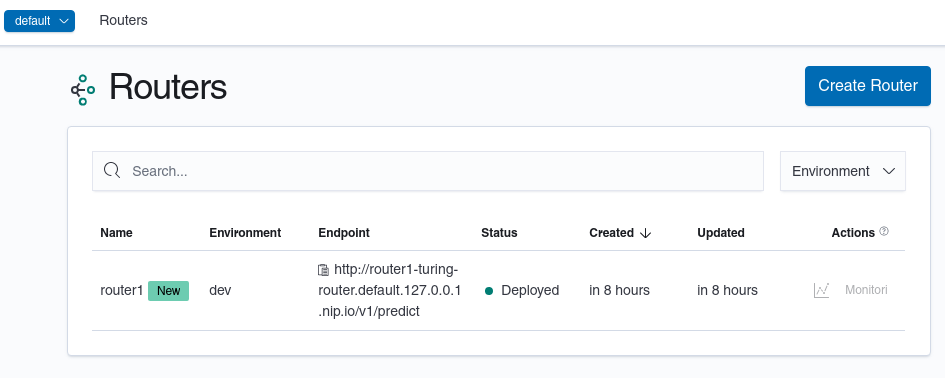 default Routers
Routers
Create Router
Search...
Environment
Name Environment Endpoint Status Created Updated Actions
router1 New dev http://router1-turing-
router.default.127.0.0.1
.nip.io/v1/predict Deployed in 8 hours in 8 hours Monitori